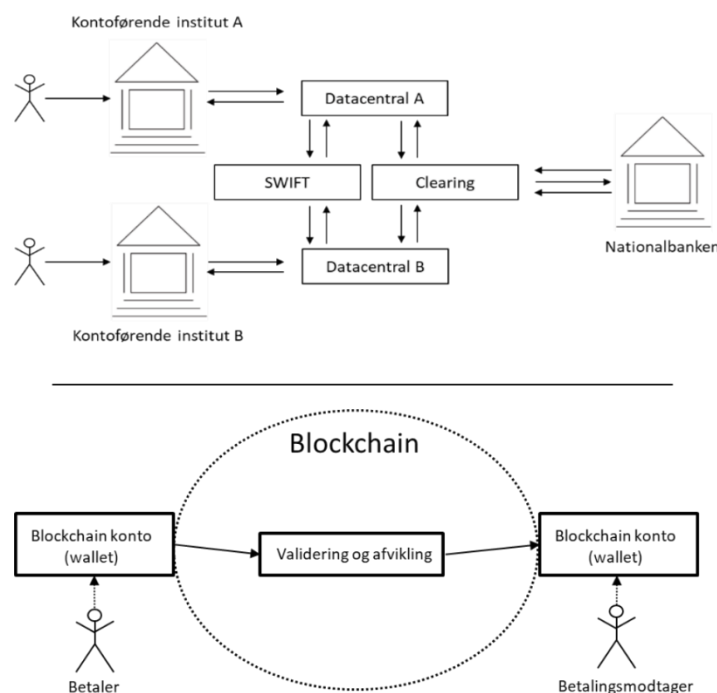 Kontoførende institut A
Datacentral A
SWIFT
Clearing
Nationalbanken
Datacentral B
Kontoførende institut B
Blockchain
Blockchain konto
(wallet)
Validering og afvikling
Blockchain konto
(wallet)
Betaler
Betalingsmodtager